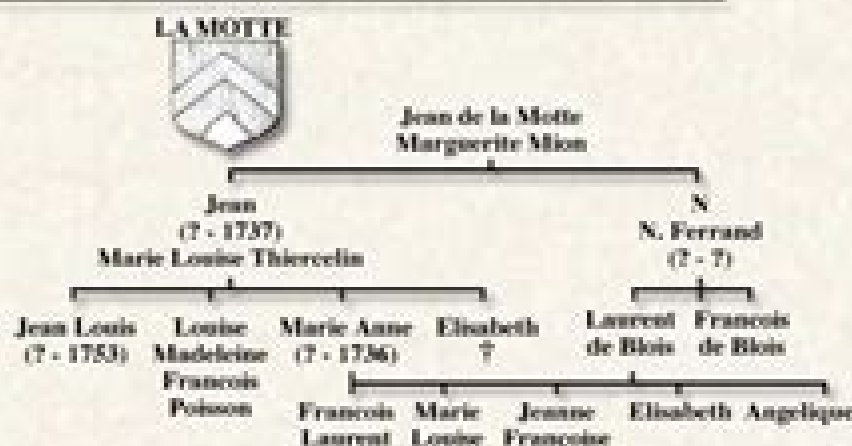 LA MOTTE
Jean de la Motte
Marguerite Mion
Jean
(? - 1737)
Marie Louise Thiercelin
N
N. Ferrand
(? - ?)
Jean Louis
(? - 1753)
Louise
Madeleine
Francois
Poisson
Marie Anne
(? - 1736)
Elisabeth
?
Laurent
de Blois
Francois
de Blois
Francois
Laurent
Marie
Louise
Jeanne
Francoise
Elisabeth
Angelique